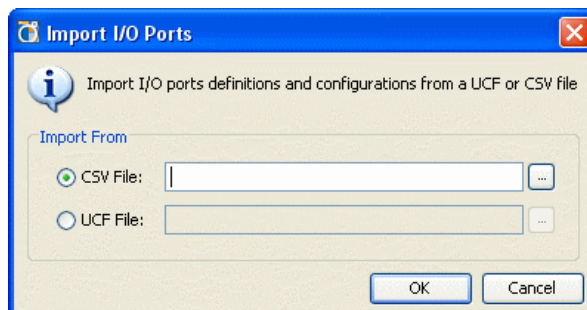 Import I/O Ports
Import I/O ports definitions and configurations from a UCF or CSV file
Import From
CSV File:
...
UCF File:
...
OK
Cancel